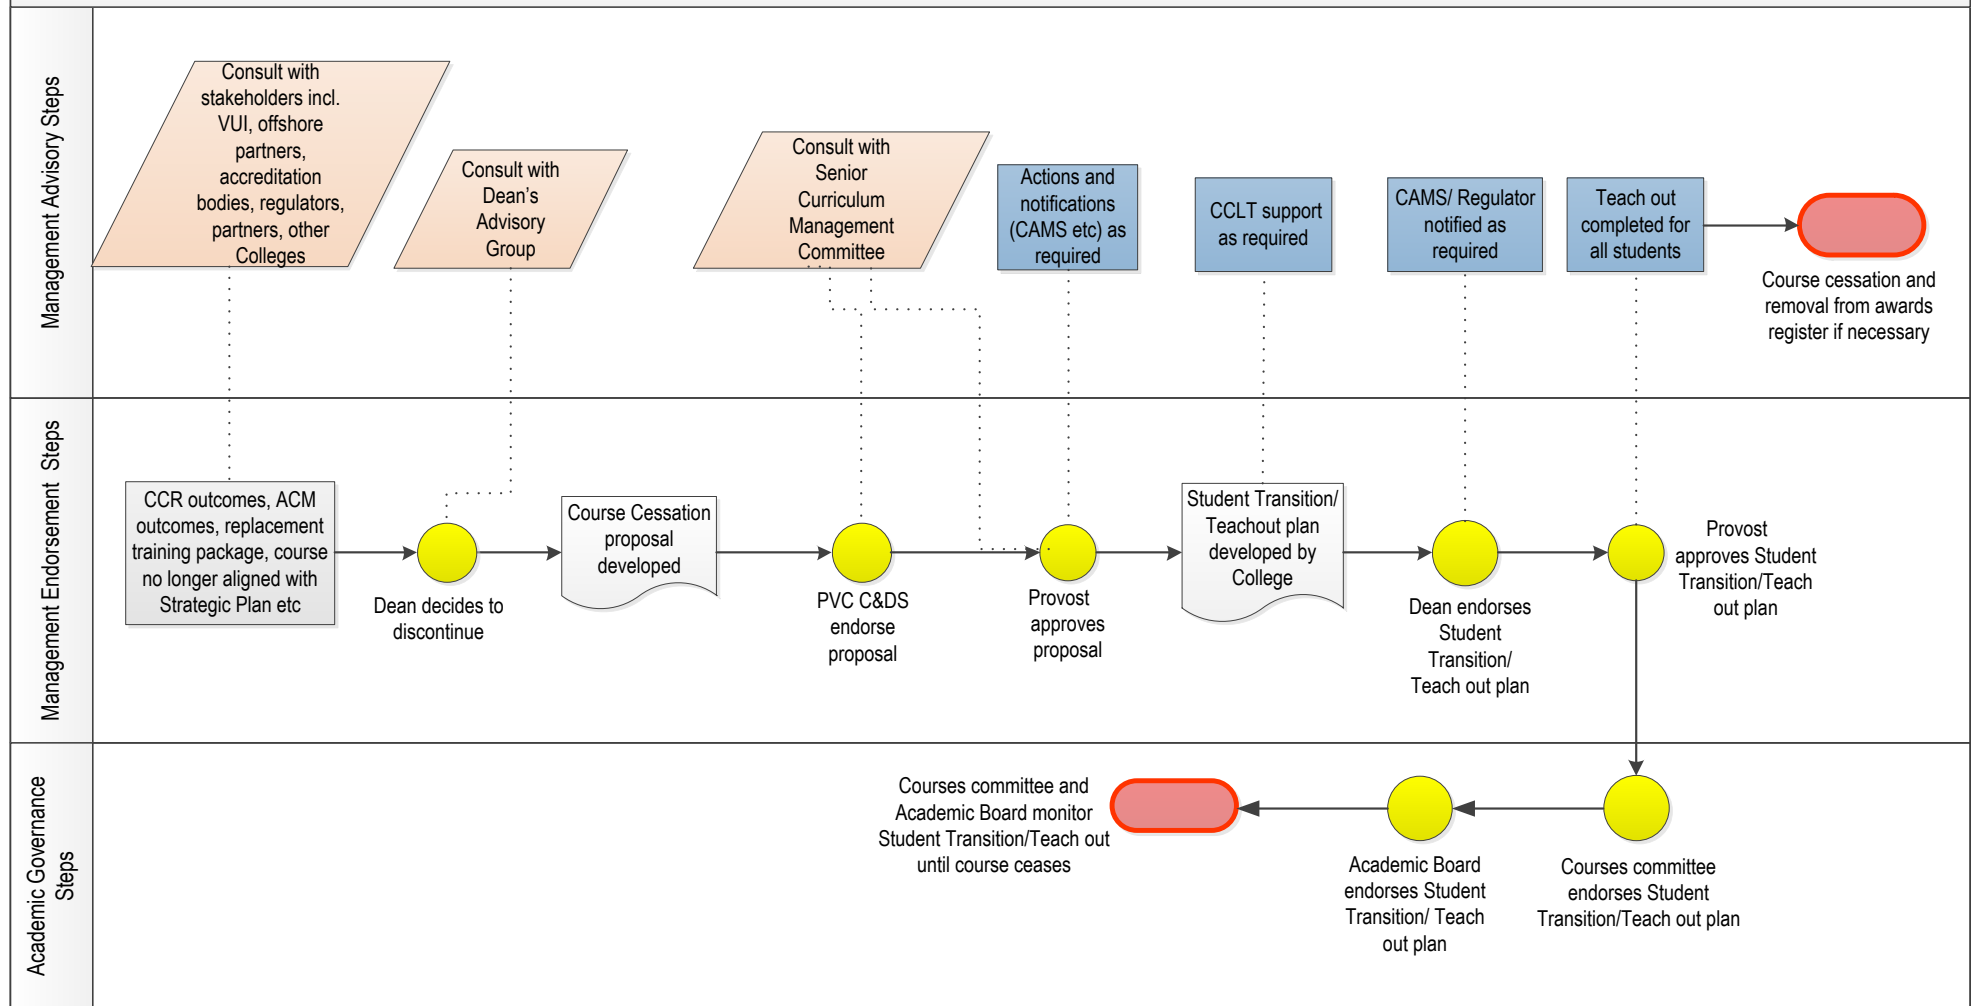 Management Advisory Steps
Consult with
stakeholders incl.
VUI, offshore
partners,
accreditation
bodies, regulators,
partners, other
Colleges
Consult with
Dean's
Advisory
Group
Consult with
Senior
Curriculum
Management
Committee
Actions and
notifications
(CAMS etc) as
required
CCLT support
as required
CAMS/ Regulator
notified as
required
Teach out
completed for
all students
Course cessation and
removal from awards
register if necessary
Management Endorsement  Steps
CCR outcomes, ACM
outcomes, replacement
training package, course
no longer aligned with
Strategic Plan etc
Dean decides to
discontinue
Course Cessation
proposal
developed
PVC C&DS
endorse
proposal
Provost
approves
proposal
Student Transition/
Teachout plan
developed by
College
Dean endorses
Student
Transition/
Teach out plan
Provost
approves Student
Transition/Teach
out plan
Academic Governance
Steps
Courses committee and
Academic Board monitor
Student Transition/Teach out
until course ceases
Academic Board
endorses Student
Transition/ Teach
out plan
Courses committee
endorses Student
Transition/Teach out plan